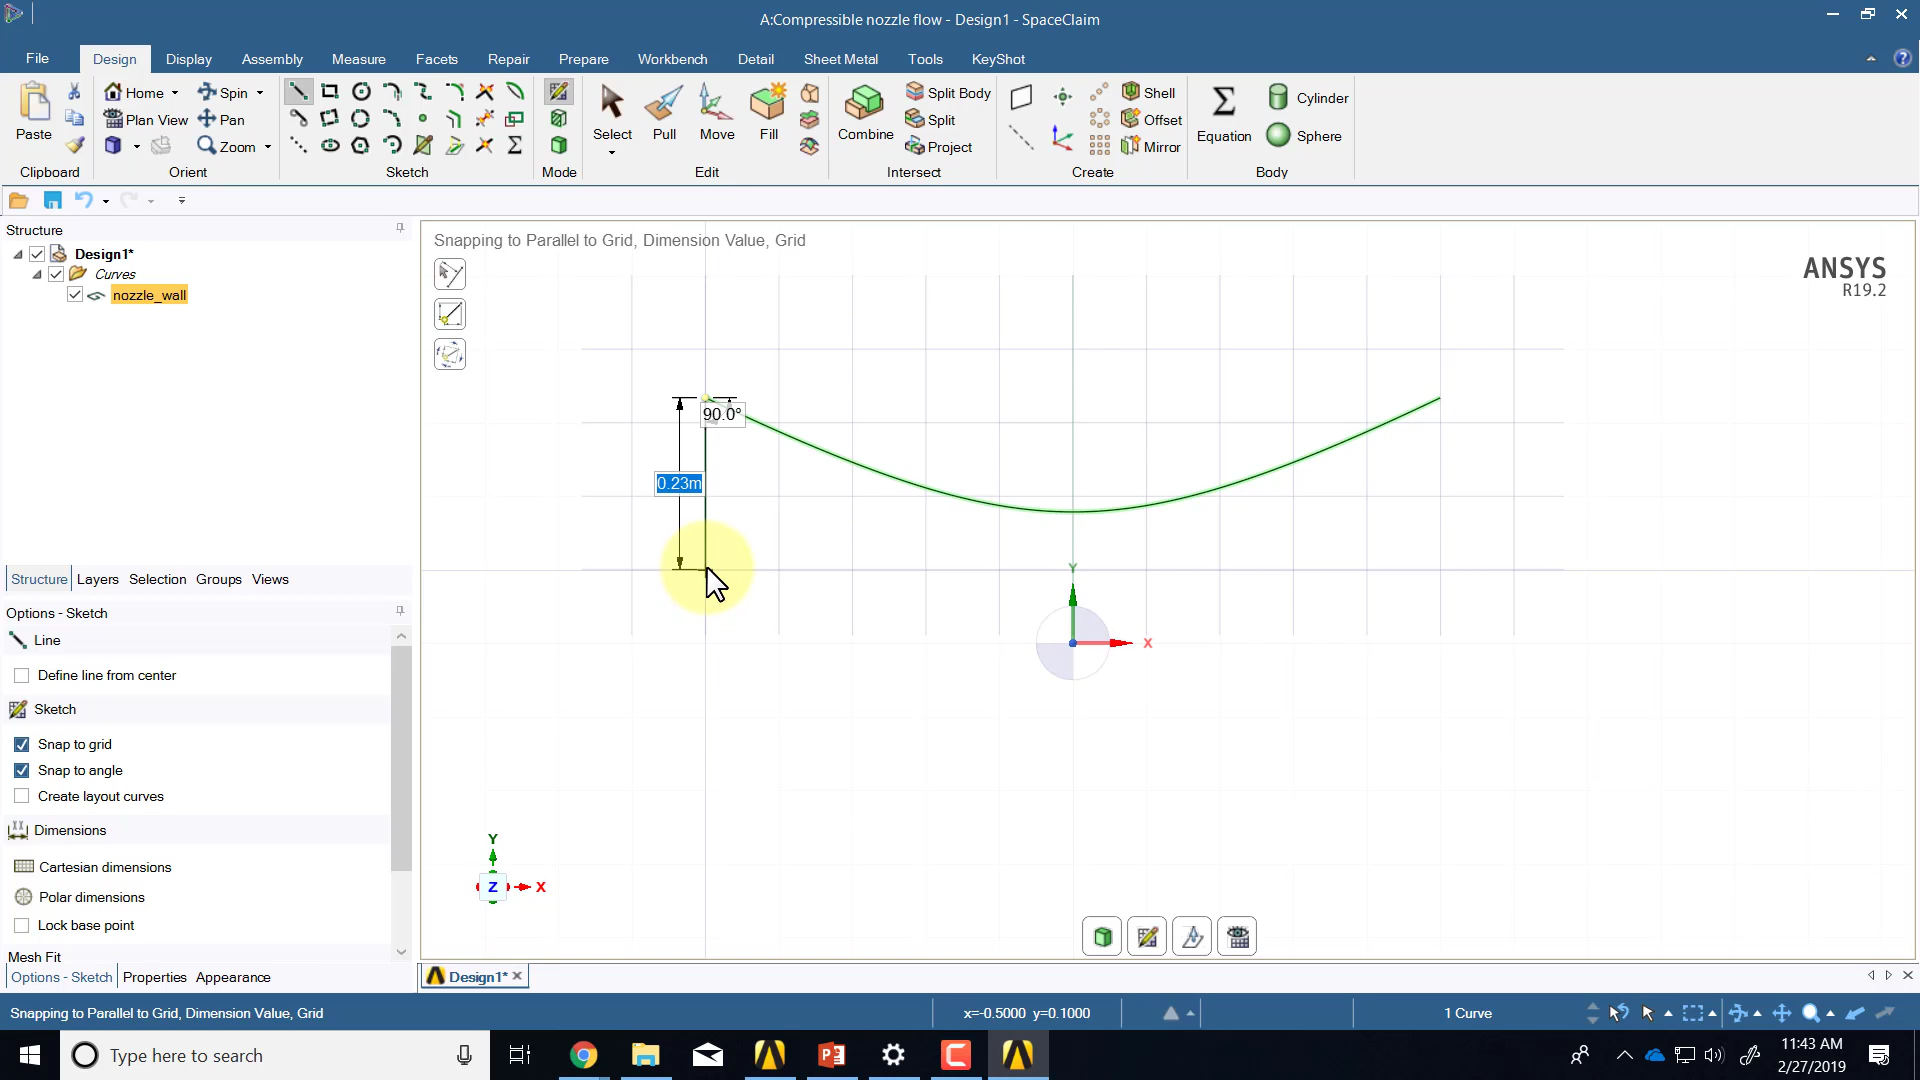 A:Compressible nozzle flow - Design1 - SpaceClaim
File Design Display Assembly Measure Facets Repair Prepare Workbench Detail Sheet Metal Tools KeyShot
Home Spin Split Body Shell Cylinder
Plan View Pan Split Offset
Paste Select Pull Move Fill Combine Equation Sphere
Zoom Project Mirror
Clipboard Orient Sketch Mode Edit Intersect Create Body
Structure
Design1*
Curves
nozzle_wall
Structure Layers Selection Groups Views
Options - Sketch
Line
Define line from center
Sketch
Snap to grid
Snap to angle
Create layout curves
Dimensions
Cartesian dimensions
Polar dimensions
Lock base point
Mesh Fit
Options - Sketch Properties Appearance
Snapping to Parallel to Grid, Dimension Value, Grid
ANSYS
R19.2
90.0°
0.23m
Y
X
Y
Z X
Design1*
Snapping to Parallel to Grid, Dimension Value, Grid x=-0.5000 y=0.1000 1 Curve
Type here to search
11:43 AM
2/27/2019